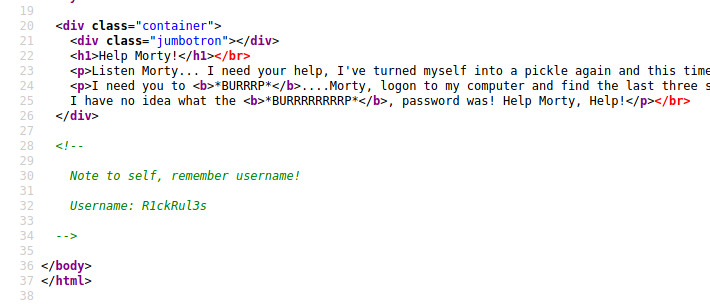 19
20 <div class="container">
21 <div class="jumbotron"></div>
22 <h1>Help Morty!</h1></br>
23 <p>Listen Morty... I need your help, I've turned myself into a pickle again and this time
24 <p>I need you to <b>*BURRRP*</b>....Morty, logon to my computer and find the last three s
25 I have no idea what the <b>*BURRRRRRRRP*</b>, password was! Help Morty, Help!</p></br>
26 </div>
27
28 <!--
29
30 Note to self, remember username!
31
32 Username: R1ckRul3s
33
34 -->
35
36 </body>
37 </html>
38